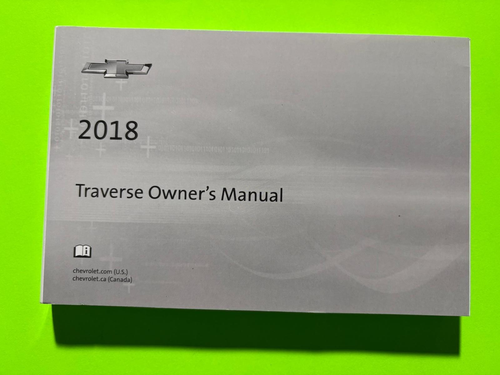 2018
Traverse Owner's Manual
chevrolet.com (U.S.)
chevrolet.ca (Canada)